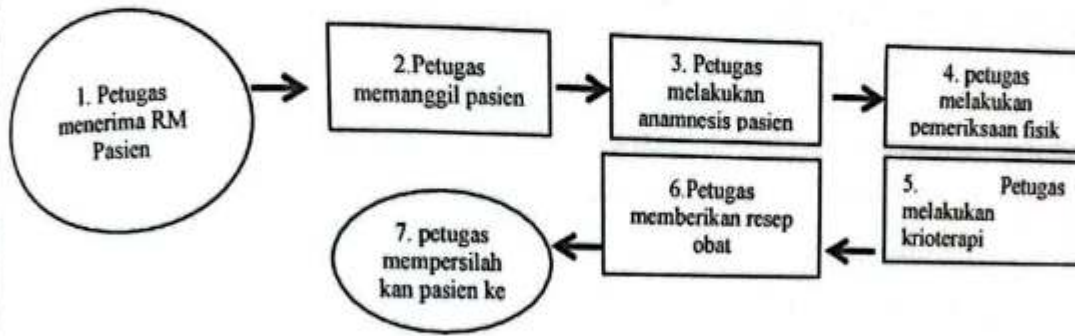 1. Petugas
menerima RM
Pasien
2.Petugas
memanggil pasien
3. Petugas
melakukan
anamnesis pasien
4. petugas
melakukan
pemeriksaan fisik
5. Petugas
melakukan
krioterapi
6.Petugas
memberikan resep
obat
7. petugas
mempersilah
kan pasien ke